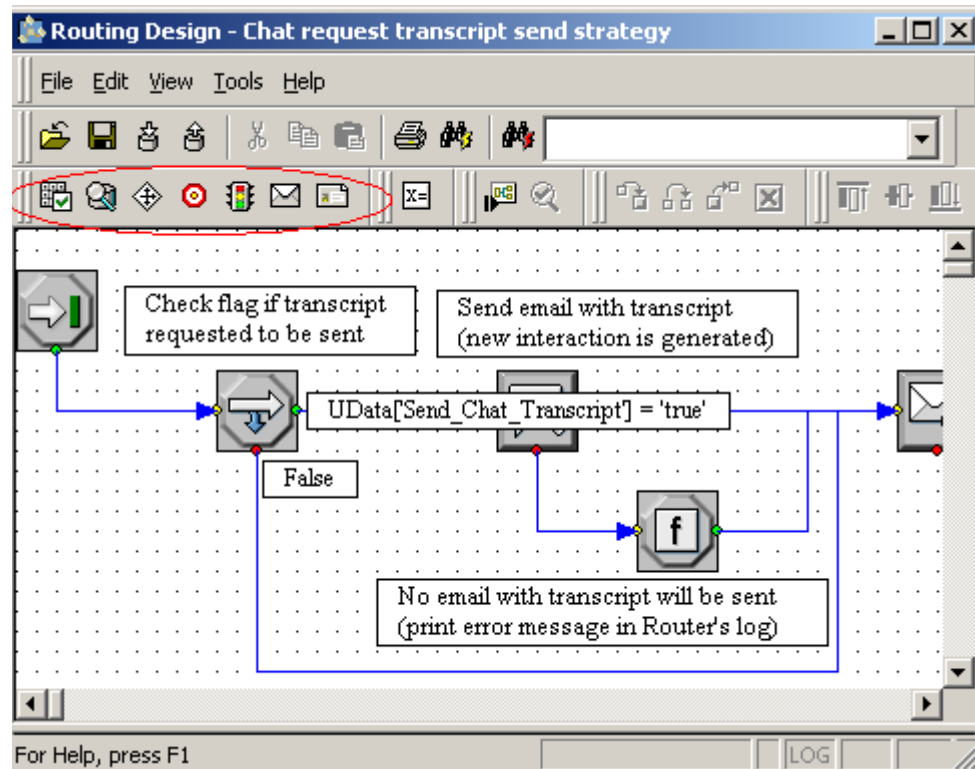 Routing Design - Chat request transcript send strategy
File Edit View Tools Help
X=
Check flag if transcript
requested to be sent
Send email with transcript
(new interaction is generated)
UData['Send_Chat_Transcript'] = 'true'
False
f
No email with transcript will be sent
(print error message in Router's log)
For Help, press F1
LOG